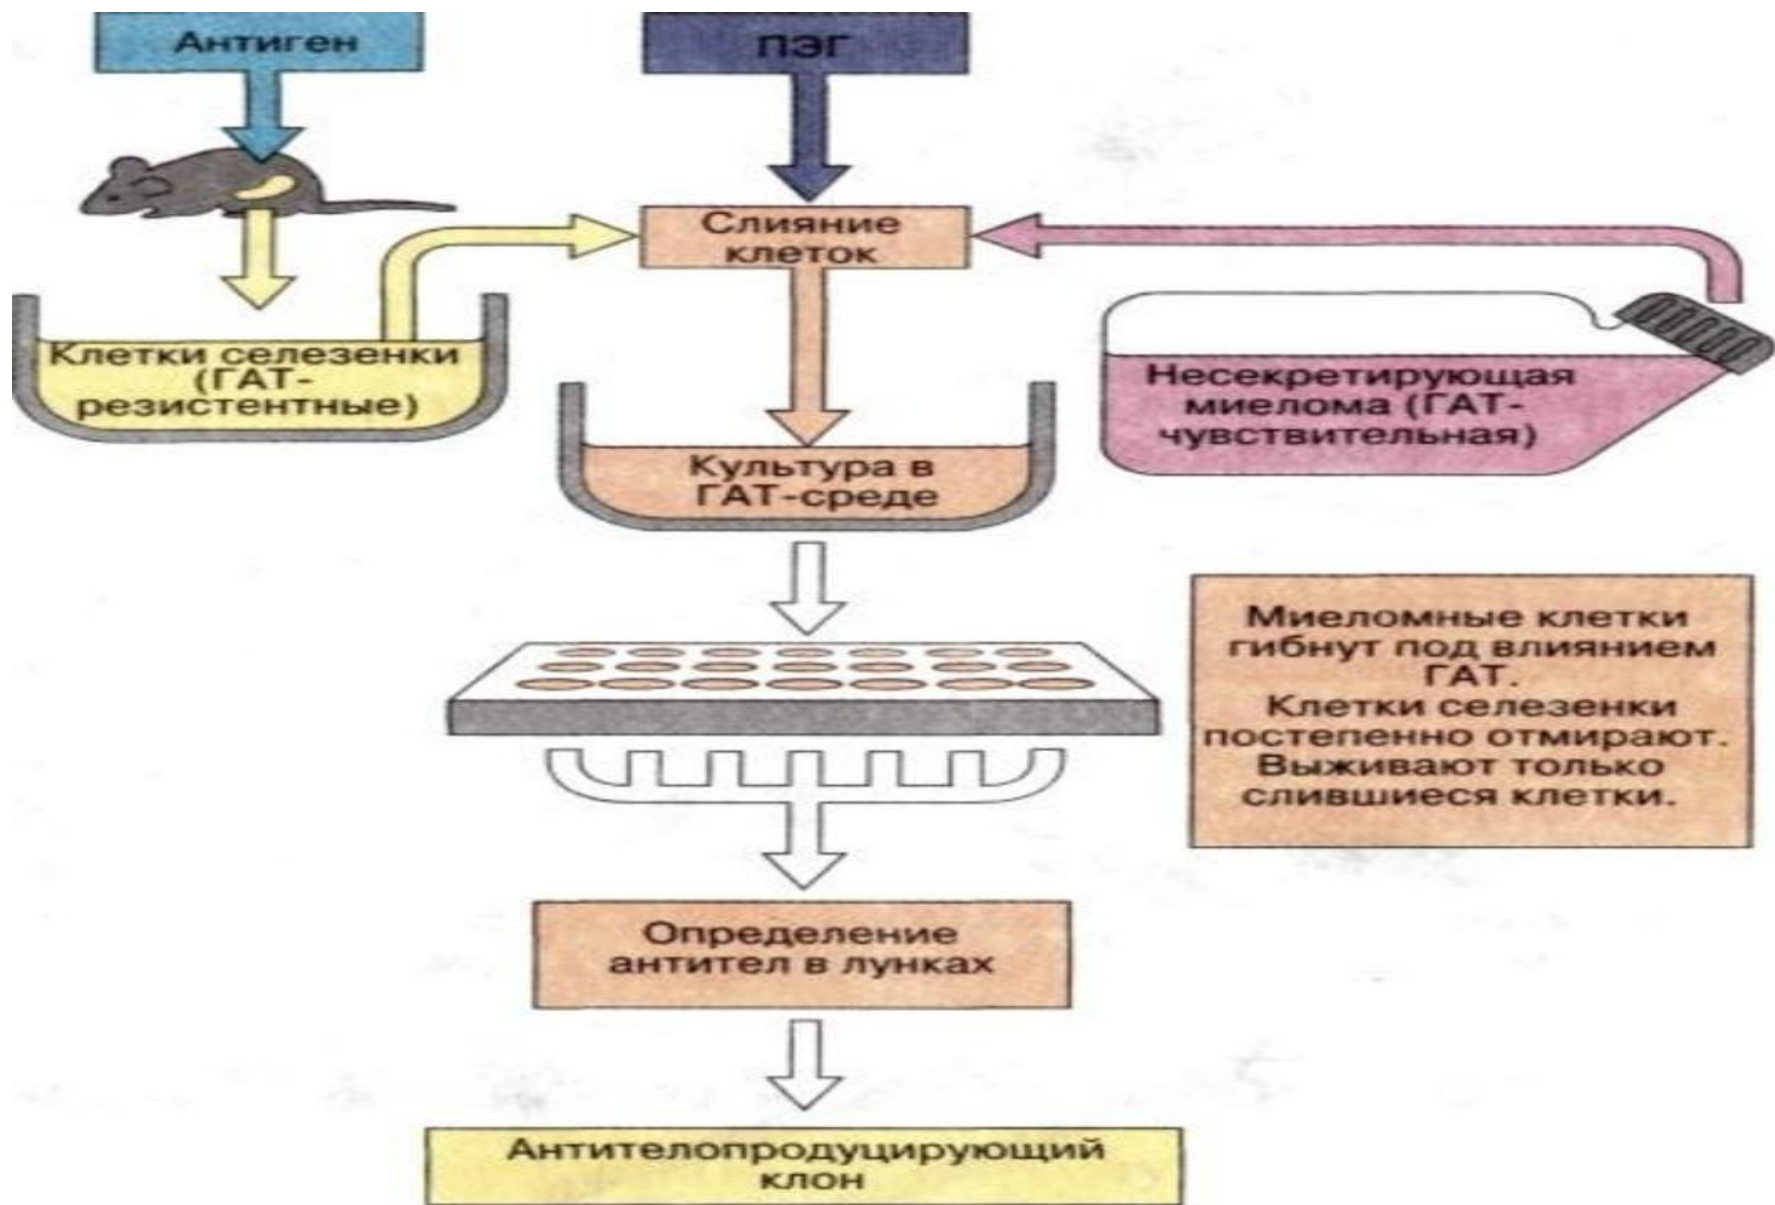 Антиген
ПЭГ
Слияние
клеток
Клетки селезенки
(ГАТ-
резистентные)
Несекретирующая
миелома (ГАТ-
чувствительная)
Культура в
ГАТ-среде
Миеломные клетки
гибнут под влиянием
ГАТ.
Клетки селезенки
постепенно отмирают.
Выживают только
слившиеся клетки.
Определение
антител в лунках
Антителопродуцирующий
клон